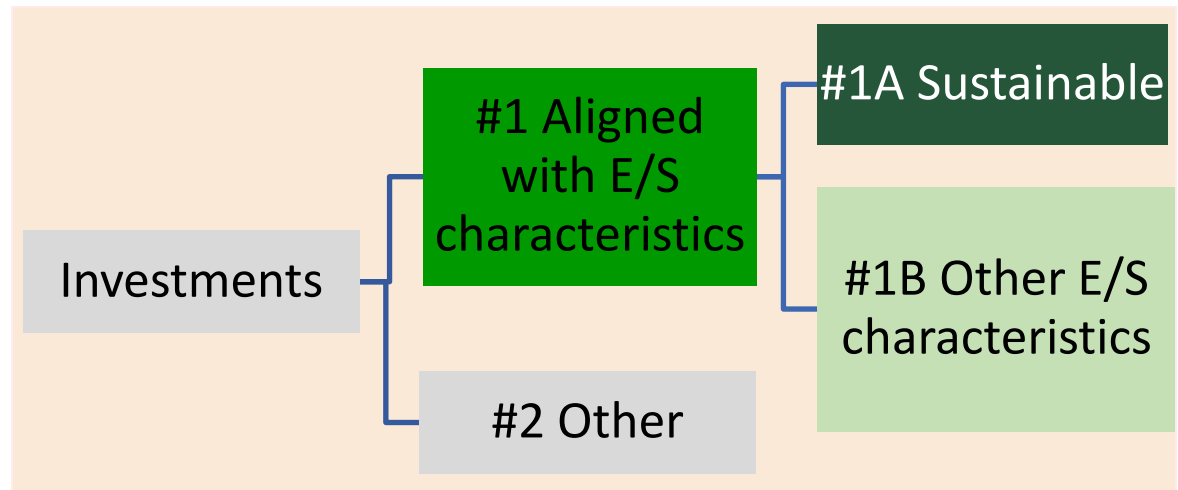 Investments
#1 Aligned
with E/S
characteristics
#2 Other
#1A Sustainable
#1B Other E/S
characteristics